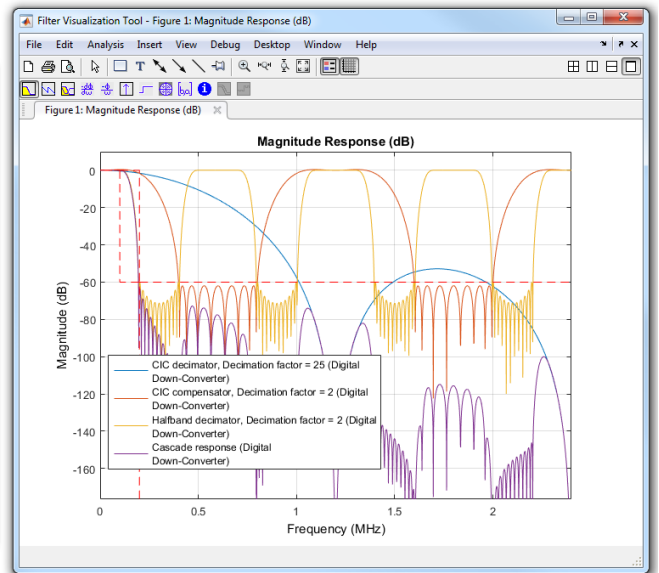 Filter Visualization Tool - Figure 1: Magnitude Response (dB)
File Edit Analysis Insert View Debug Desktop Window Help
Figure 1: Magnitude Response (dB)
Magnitude Response (dB)
Magnitude (dB)
0
-20
-40
-60
-80
-100
-120
-140
-160
CIC decimator, Decimation factor = 25 (Digital
Down-Converter)
CIC compensator, Decimation factor = 2 (Digital
Down-Converter)
Halfband decimator, Decimation factor = 2 (Digital
Down-Converter)
Cascade response (Digital
Down-Converter)
0 0.5 1 1.5 2
Frequency (MHz)